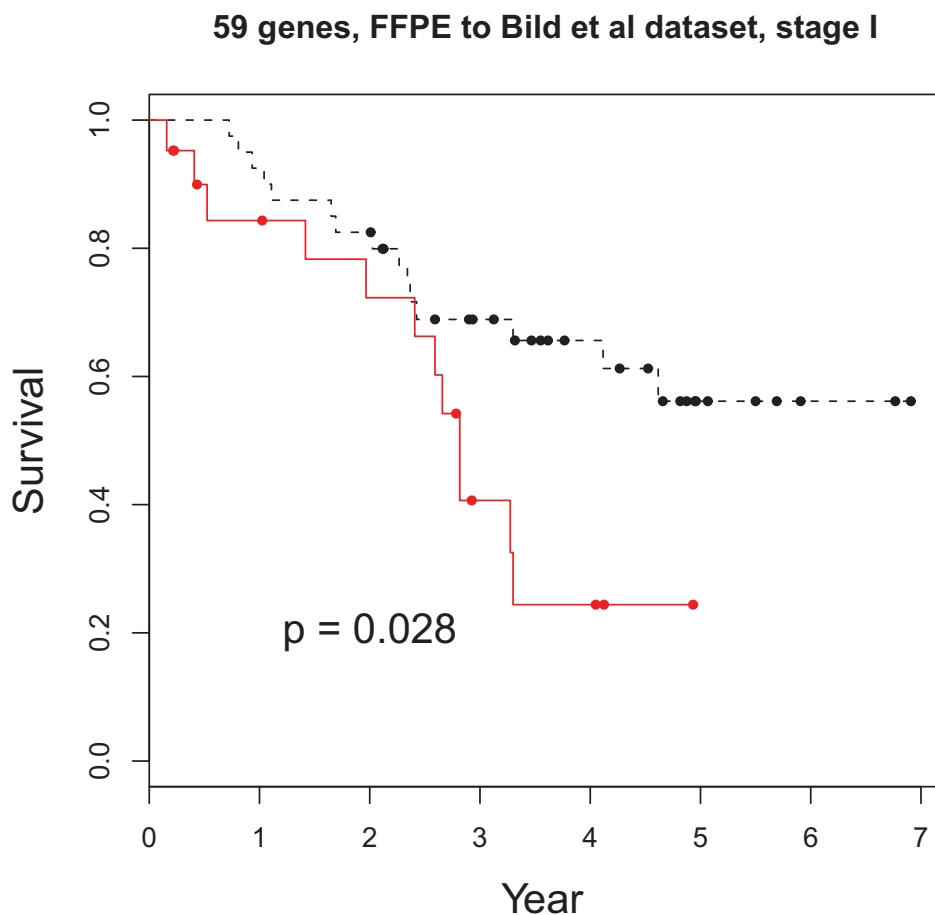 59 genes, FFPE to Bild et al dataset, stage I
1.0
0.8
0.6
0.4
0.2
0.0
Survival
p = 0.028
0 1 2 3 4 5 6 7
Year